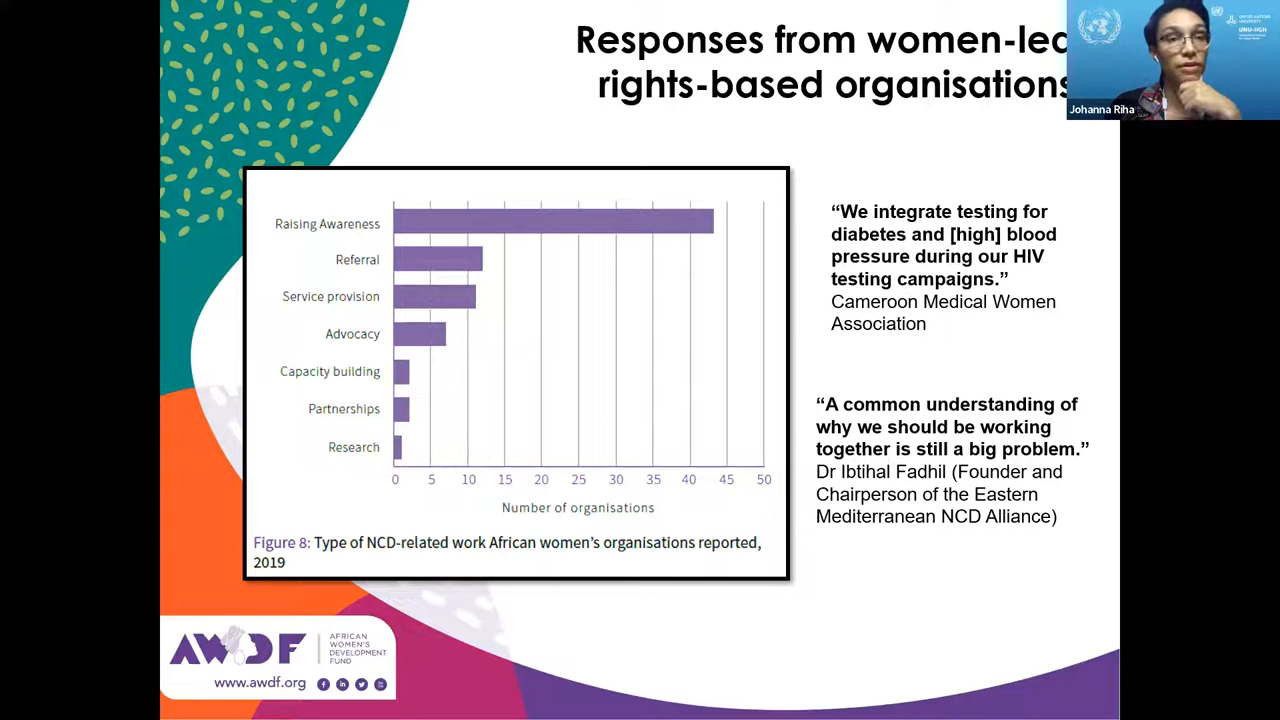 Responses from women-led
rights-based organisations
UNU-IIGH
Johanna Riha
Raising Awareness
Referral
Service provision
Advocacy
Capacity building
Partnerships
Research
0 5 10 15 20 25 30 35 40 45 50
Number of organisations
Figure 8: Type of NCD-related work African women’s organisations reported,
2019
“We integrate testing for
diabetes and [high] blood
pressure during our HIV
testing campaigns.”
Cameroon Medical Women
Association
“A common understanding of
why we should be working
together is still a big problem.”
Dr Ibtihal Fadhil (Founder and
Chairperson of the Eastern
Mediterranean NCD Alliance)
AWDF
AFRICAN
WOMEN'S
DEVELOPMENT
FUND
www.awdf.org